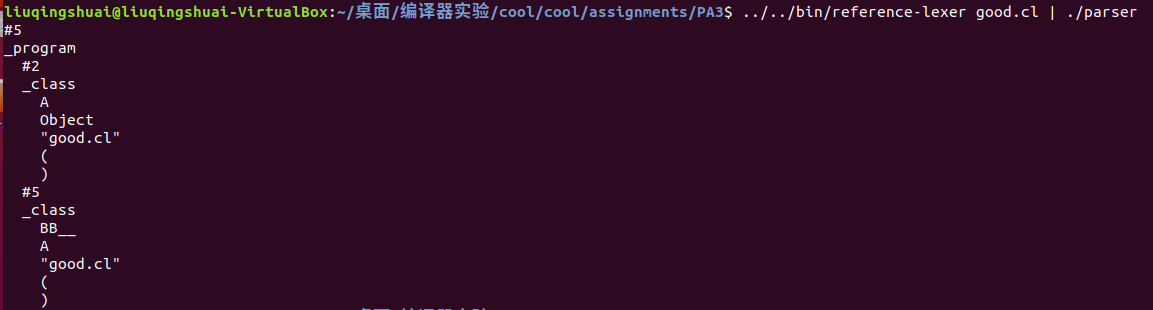 liuqingshuai@liuqingshuai-VirtualBox:~/桌面/编译器实验/cool/cool/assignments/PA3$ ../../bin/reference-lexer good.cl | ./parser
#5
_program
  #2
  _class
    A
    Object
    "good.cl"
    (
    )
  #5
  _class
    BB__
    A
    "good.cl"
    (
    )